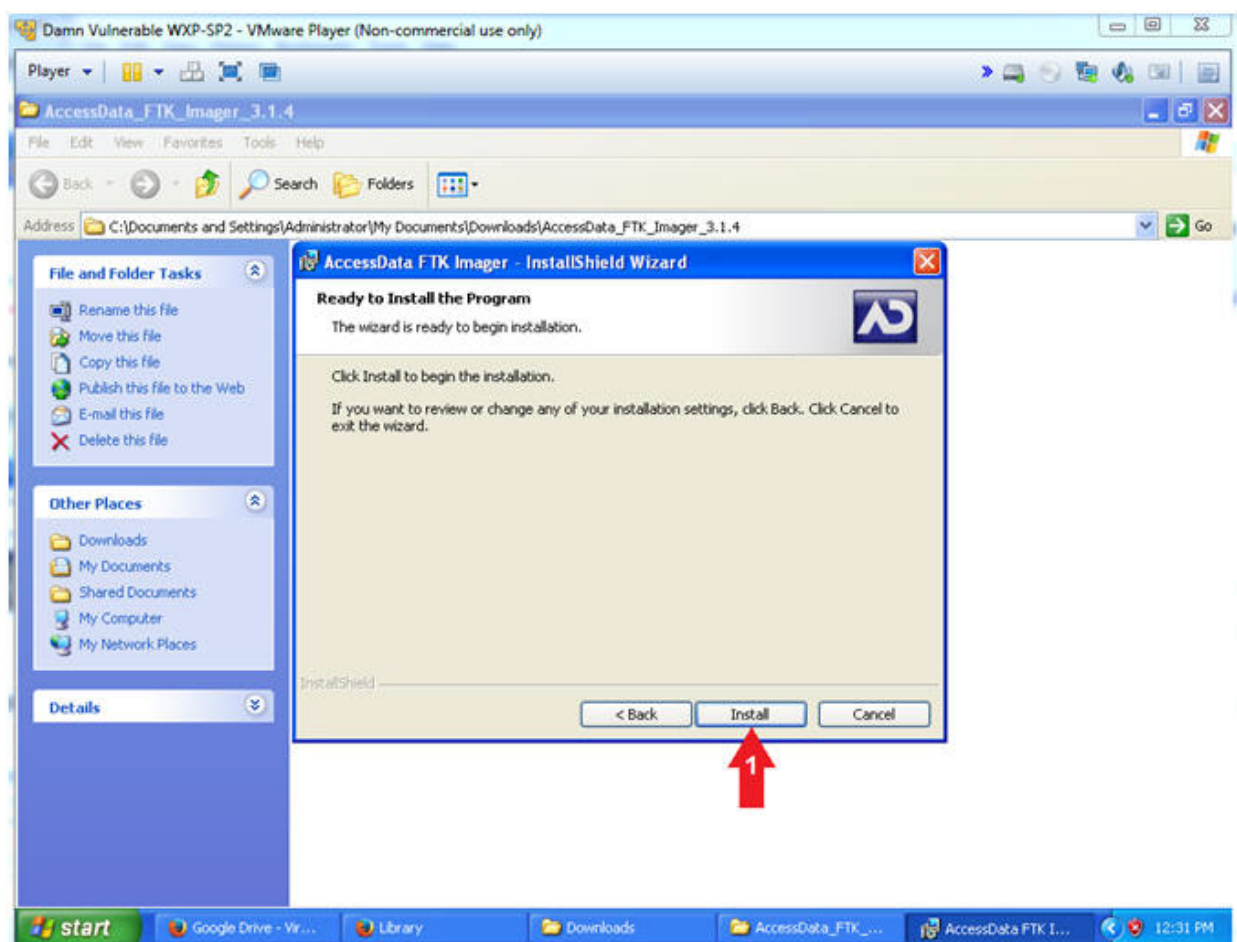 Damn Vulnerable WXP-SP2 - VMware Player (Non-commercial use only)
Player
AccessData_FTK_Imager_3.1.4
File Edit View Favorites Tools Help
Back Search Folders
Address C:\Documents and Settings\Administrator\My Documents\Downloads\AccessData_FTK_Imager_3.1.4 Go
File and Folder Tasks
Rename this file
Move this file
Copy this file
Publish this file to the Web
E-mail this file
Delete this file
Other Places
Downloads
My Documents
Shared Documents
My Computer
My Network Places
Details
AccessData FTK Imager - InstallShield Wizard
Ready to Install the Program
The wizard is ready to begin installation.
Click Install to begin the installation.
If you want to review or change any of your installation settings, click Back. Click Cancel to
exit the wizard.
InstallShield
< Back Install Cancel
1
start Google Drive - Vir... Library Downloads AccessData_FTK_... AccessData FTK I... 12:31 PM